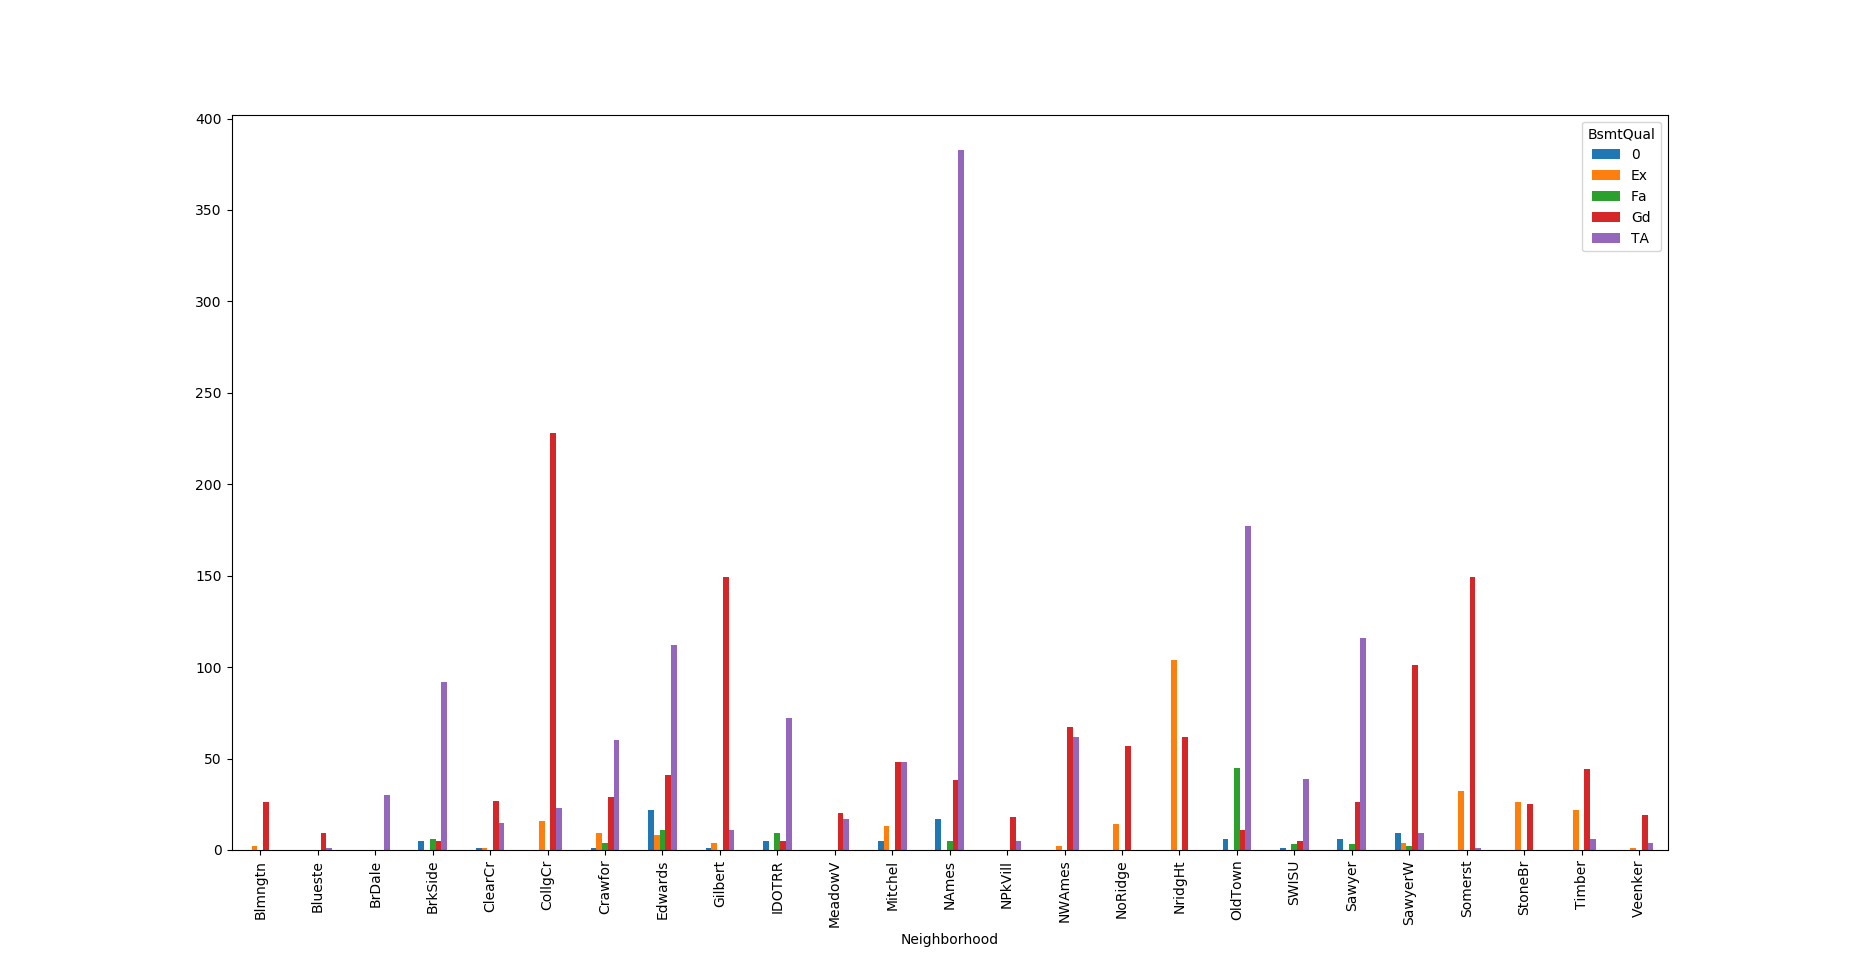 400
350
300
250
200
150
100
50
0
BsmtQual
0
Ex
Fa
Gd
TA
Blmngtn
Blueste
BrDale
BrkSide
ClearCr
CollgCr
Crawfor
Edwards
Gilbert
IDOTRR
MeadowV
Mitchel
NAmes
NPkVill
NWAmes
NoRidge
NridgHt
OldTown
SWISU
Sawyer
SawyerW
Somerst
StoneBr
Timber
Veenker
Neighborhood